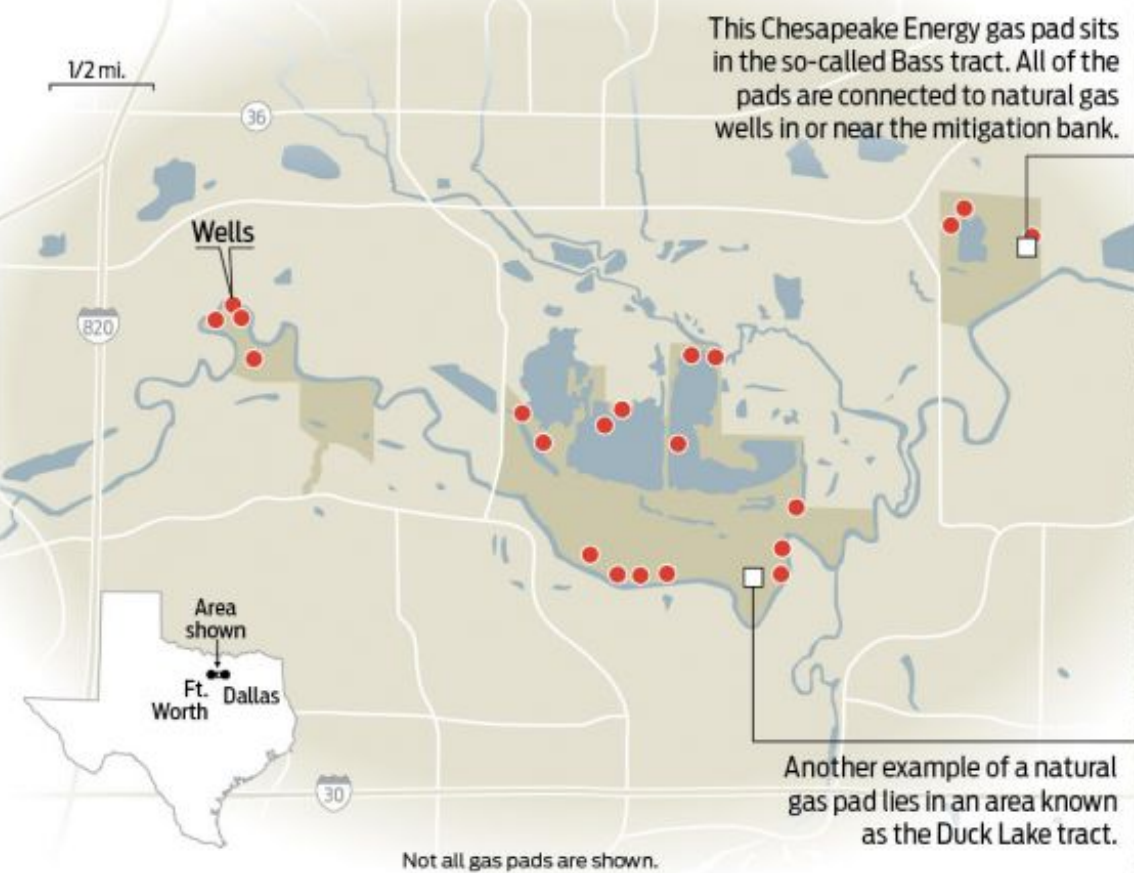 This Chesapeake Energy gas pad sits
in the so-called Bass tract. All of the
pads are connected to natural gas
wells in or near the mitigation bank.
1/2 mi.
36
Wells
820
Area
shown
Ft.
Worth
Dallas
30
Another example of a natural
gas pad lies in an area known
as the Duck Lake tract.
Not all gas pads are shown.